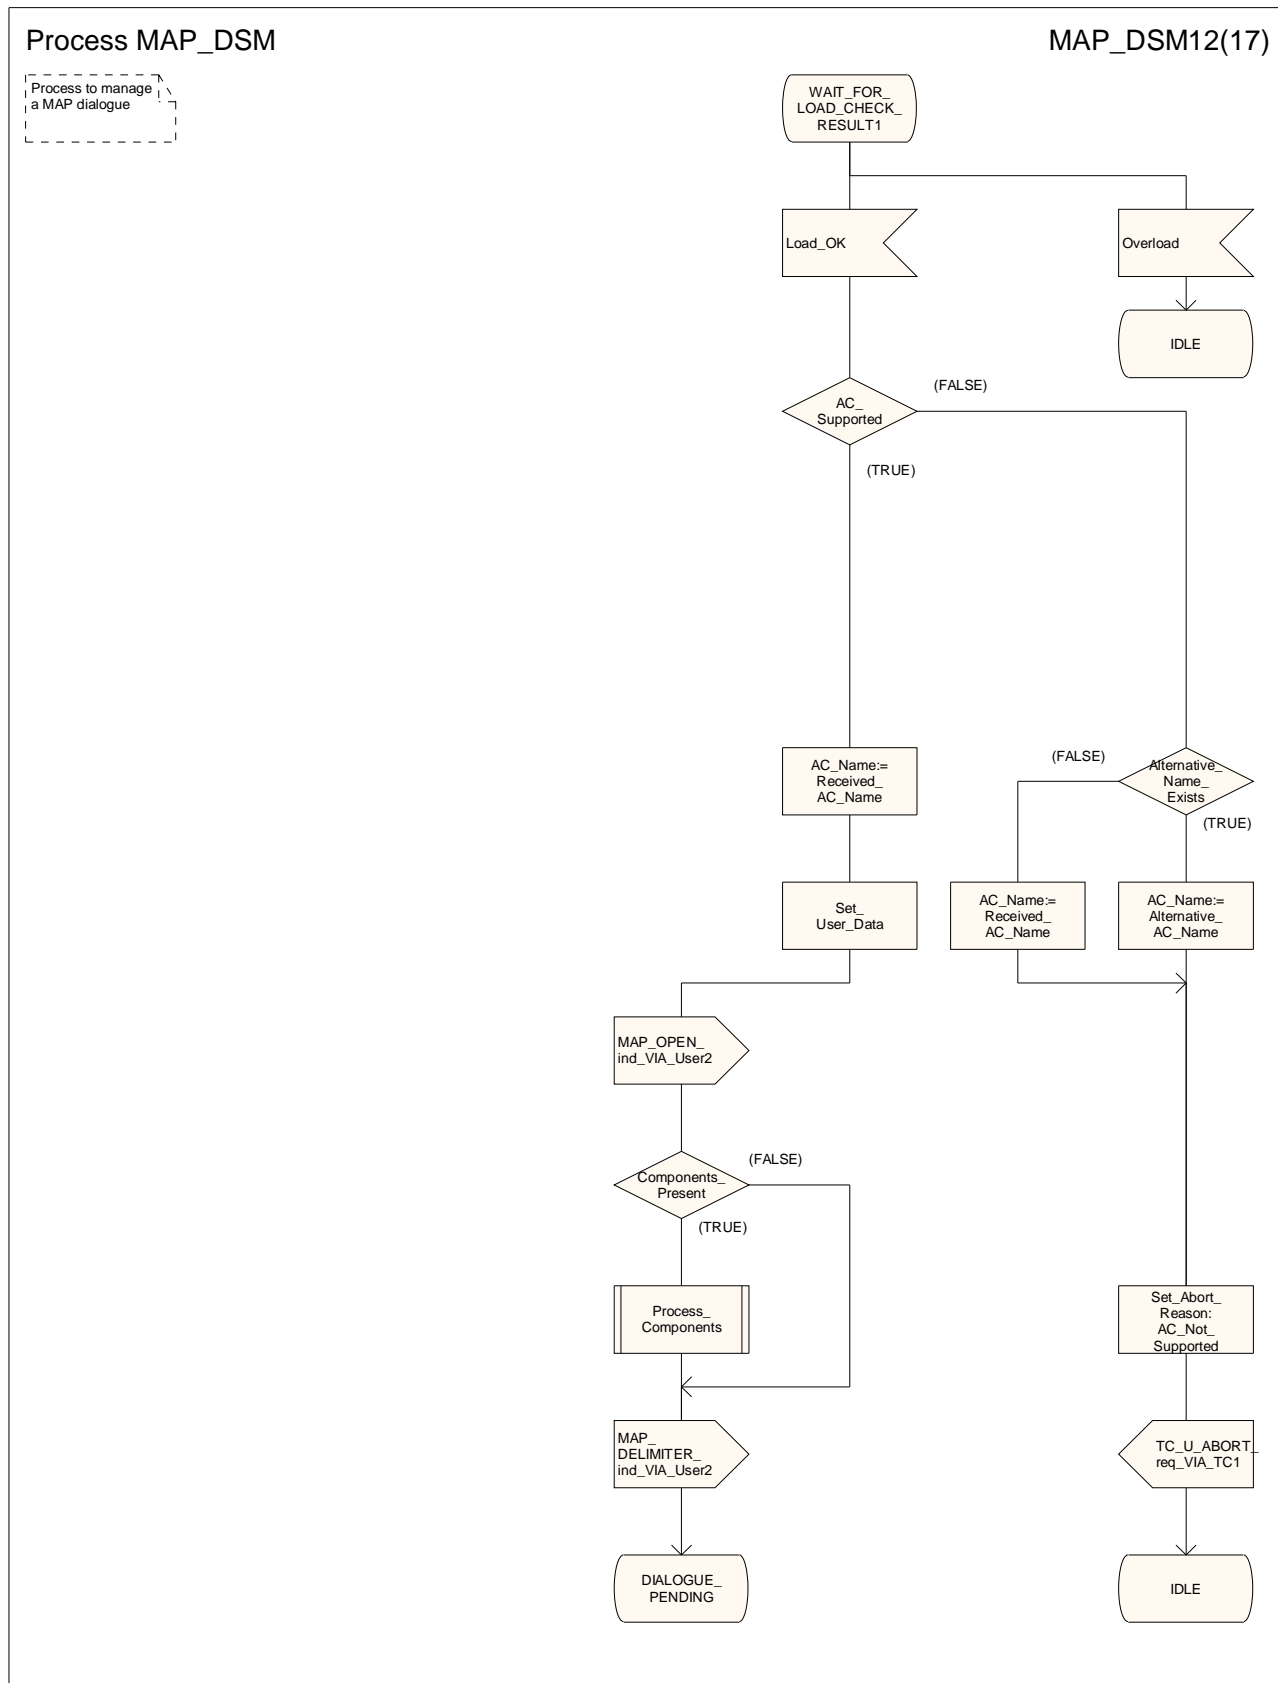 Process MAP_DSM
MAP_DSM12(17)
Process to manage
a MAP dialogue
WAIT_FOR_
LOAD_CHECK_
RESULT1
Load_OK
Overload
IDLE
AC_
Supported
(FALSE)
(TRUE)
AC_Name:=
Received_
AC_Name
(FALSE)
Alternative_
Name_
Exists
(TRUE)
Set_
User_Data
AC_Name:=
Received_
AC_Name
AC_Name:=
Alternative_
AC_Name
MAP_OPEN_
ind_VIA_User2
Components_
Present
(FALSE)
(TRUE)
Process_
Components
Set_Abort_
Reason:
AC_Not_
Supported
MAP_
DELIMITER_
ind_VIA_User2
TC_U_ABORT_
req_VIA_TC1
DIALOGUE_
PENDING
IDLE